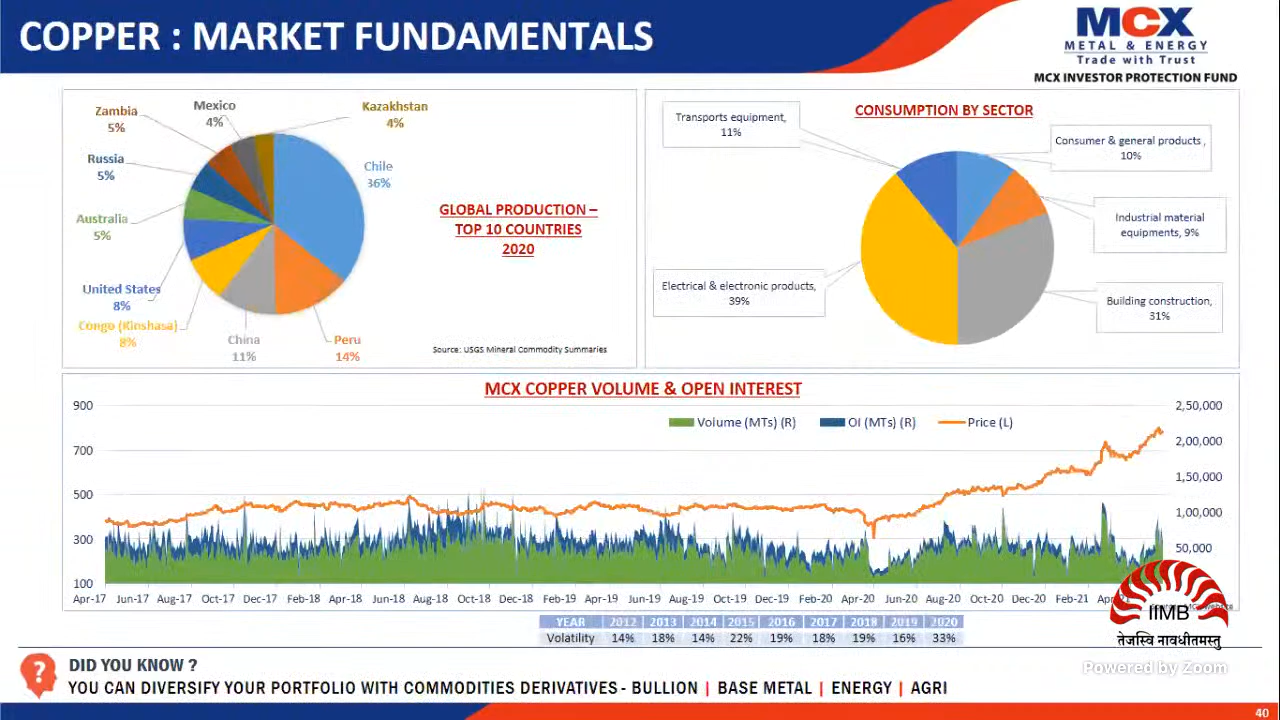 COPPER : MARKET FUNDAMENTALS
MCX
METAL & ENERGY
Trade with Trust
MCX INVESTOR PROTECTION FUND
Zambia
5%
Mexico
4%
Kazakhstan
4%
Russia
5%
Chile
36%
Australia
5%
GLOBAL PRODUCTION –
TOP 10 COUNTRIES
2020
United States
8%
Congo (Kinshasa)
8%
China
11%
Peru
14%
Source: USGS Mineral Commodity Summaries
CONSUMPTION BY SECTOR
Transports equipment,
11%
Consumer & general products ,
10%
Industrial material
equipments, 9%
Electrical & electronic products,
39%
Building construction,
31%
MCX COPPER VOLUME & OPEN INTEREST
Volume (MTs) (R) OI (MTs) (R) Price (L)
900
700
500
300
100
2,50,000
2,00,000
1,50,000
1,00,000
50,000
Apr-17 Jun-17 Aug-17 Oct-17 Dec-17 Feb-18 Apr-18 Jun-18 Aug-18 Oct-18 Dec-18 Feb-19 Apr-19 Jun-19 Aug-19 Oct-19 Dec-19 Feb-20 Apr-20 Jun-20 Aug-20 Oct-20 Dec-20 Feb-21
YEAR 2012 2013 2014 2015 2016 2017 2018 2019 2020
Volatility 14% 18% 14% 22% 19% 18% 19% 16% 33%
IIMB
तेजस्वि नावधीतमस्तु
Powered by Zoom
DID YOU KNOW ?
YOU CAN DIVERSIFY YOUR PORTFOLIO WITH COMMODITIES DERIVATIVES - BULLION | BASE METAL | ENERGY | AGRI
40